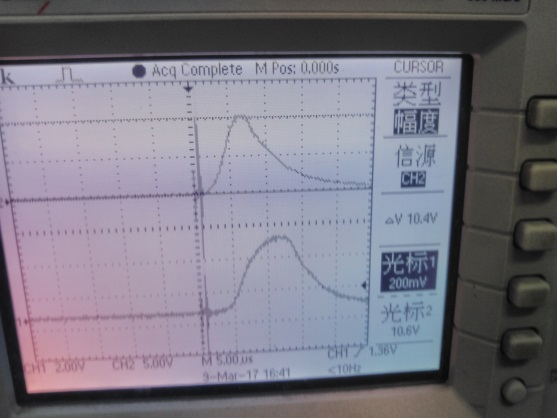 k Acq Complete M Pos: 0.000s CURSOR
类型
幅度
信源
CH2
△V 10.4V
光标1
200mV
光标2
10.6V
2
1
CH1 2.00V CH2 5.00V M 5.00us CH1 / 1.36V
9-Mar-17 16:41 <10Hz